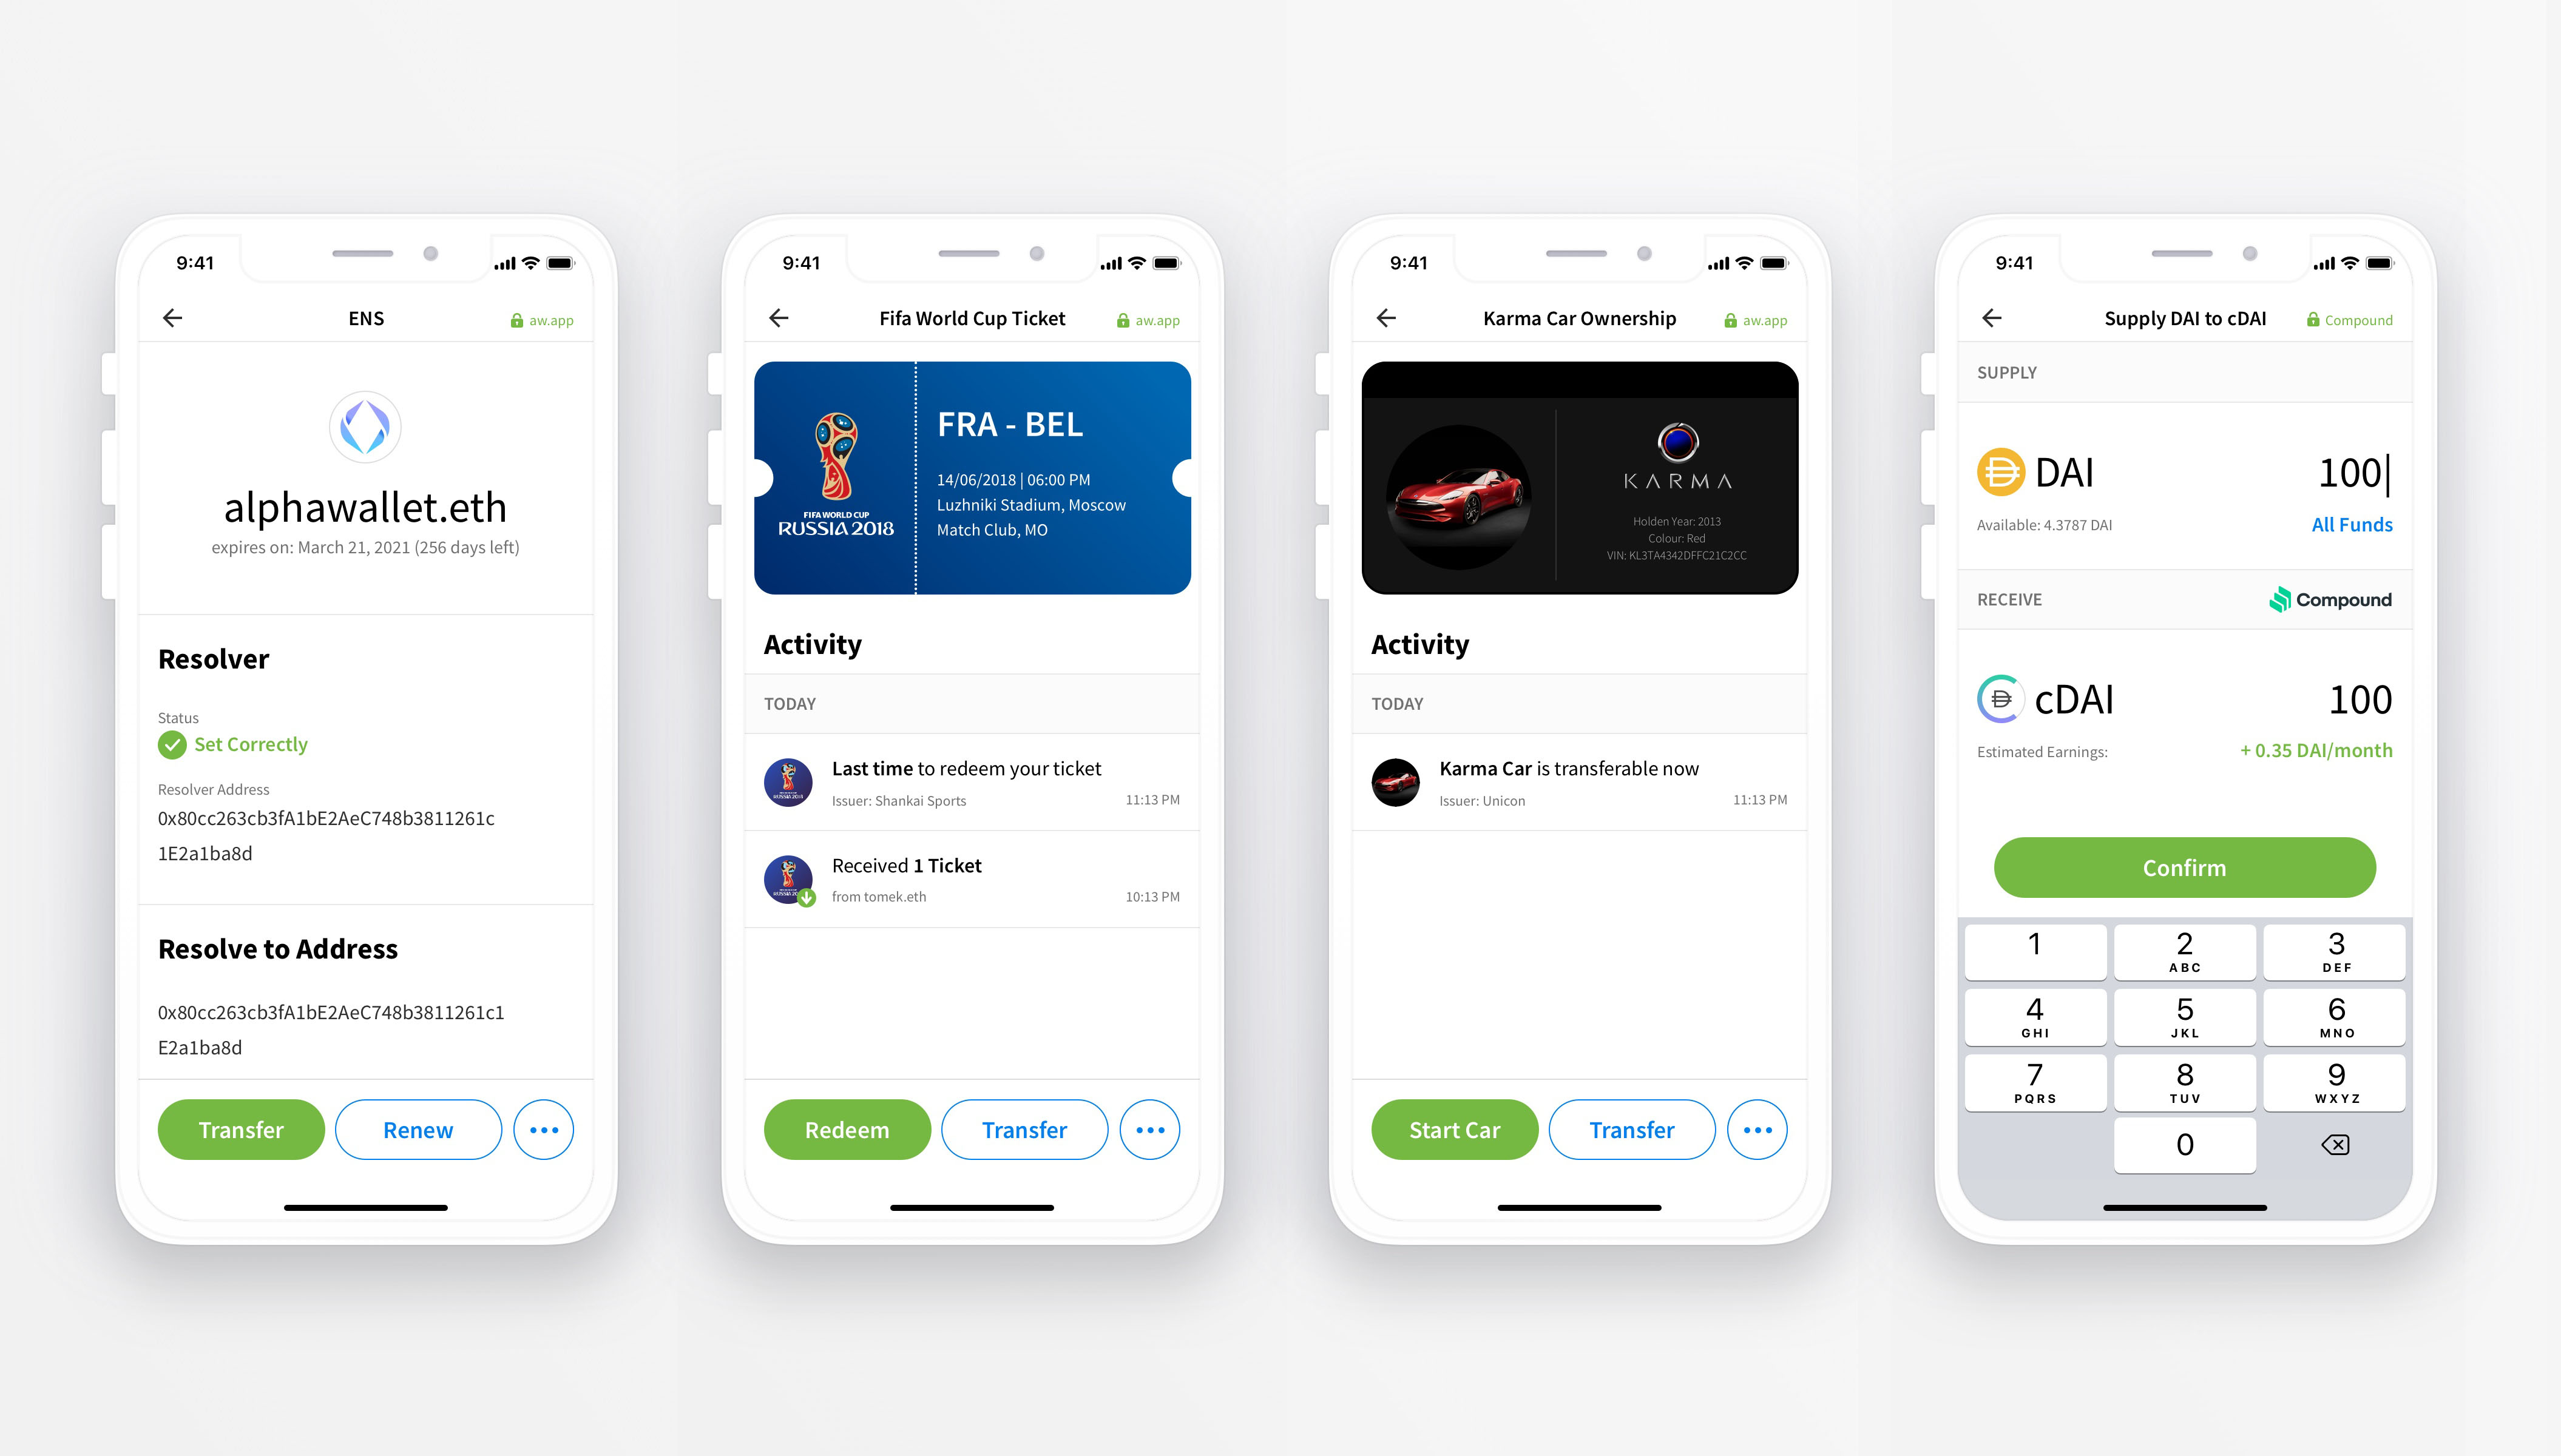 9:41
ENS
aw.app
alphawallet.eth
expires on: March 21, 2021 (256 days left)
Resolver
Status
Set Correctly
Resolver Address
0x80cc263cb3fA1bE2AeC748b3811261c
1E2a1ba8d
Resolve to Address
0x80cc263cb3fA1bE2AeC748b3811261c1
E2a1ba8d
Transfer
Renew
9:41
Fifa World Cup Ticket
aw.app
FIFA WORLD CUP
RUSSIA 2018
FRA - BEL
14/06/2018 | 06:00 PM
Luzhniki Stadium, Moscow
Match Club, MO
Activity
TODAY
Last time to redeem your ticket
Issuer: Shankai Sports
11:13 PM
Received 1 Ticket
from tomek.eth
10:13 PM
Redeem
Transfer
9:41
Karma Car Ownership
aw.app
KARMA
Holden Year: 2013
Colour: Red
VIN: KL3TA4342DFFC21C2CC
Activity
TODAY
Karma Car is transferable now
Issuer: Unicon
11:13 PM
Start Car
Transfer
9:41
Supply DAI to cDAI
Compound
SUPPLY
DAI
100
Available: 4.3787 DAI
All Funds
RECEIVE
Compound
cDAI
100
Estimated Earnings:
+ 0.35 DAI/month
Confirm
1
2
ABC
3
DEF
4
GHI
5
JKL
6
MNO
7
PQRS
8
TUV
9
WXYZ
0